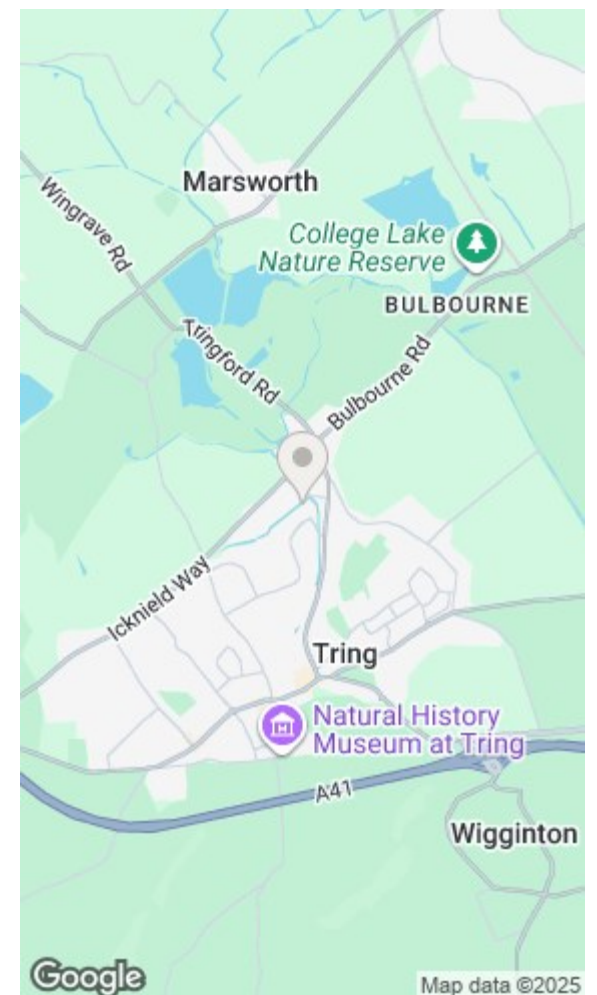 Marsworth
Wingrave Rd
College Lake
Nature Reserve
BULBOURNE
Tringford Rd
Bulbourne Rd
Icknield Way
Tring
Natural History
Museum at Tring
A41
Wigginton
Google
Map data ©2025